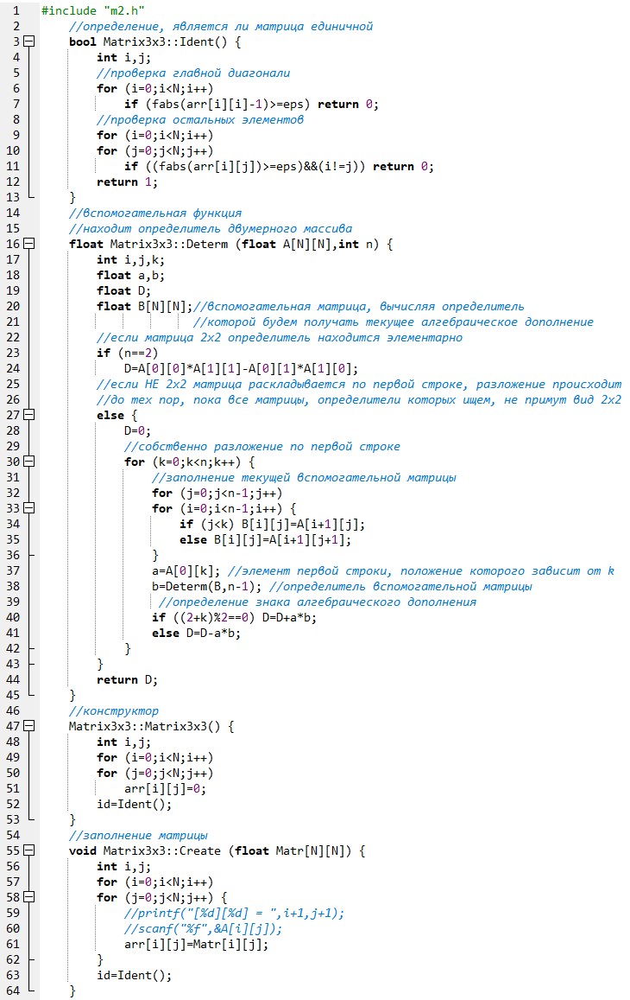 1 #include "m2.h"
2 //определение, является ли матрица единичной
3 bool Matrix3x3::Ident() {
4 int i,j;
5 //проверка главной диагонали
6 for (i=0;i<N;i++)
7 if (fabs(arr[i][i]-1)>=eps) return 0;
8 //проверка остальных элементов
9 for (i=0;i<N;i++)
10 for (j=0;j<N;j++)
11 if ((fabs(arr[i][j])>=eps)&&(i!=j)) return 0;
12 return 1;
13 }
14 //вспомогательная функция
15 //находит определитель двумерного массива
16 float Matrix3x3::Determ (float A[N][N],int n) {
17 int i,j,k;
18 float a,b;
19 float D;
20 float B[N][N];//вспомогательная матрица, вычисляя определитель
21 //которой будем получать текущее алгебраическое дополнение
22 //если матрица 2x2 определитель находится элементарно
23 if (n==2)
24 D=A[0][0]*A[1][1]-A[0][1]*A[1][0];
25 //если НЕ 2x2 матрица раскладывается по первой строке, разложение происходит
26 //до тех пор, пока все матрицы, определители которых ищем, не примут вид 2x2
27 else {
28 D=0;
29 //собственно разложение по первой строке
30 for (k=0;k<n;k++) {
31 //заполнение текущей вспомогательной матрицы
32 for (j=0;j<n-1;j++)
33 for (i=0;i<n-1;i++) {
34 if (j<k) B[i][j]=A[i+1][j];
35 else B[i][j]=A[i+1][j+1];
36 }
37 a=A[0][k]; //элемент первой строки, положение которого зависит от k
38 b=Determ(B,n-1); //определитель вспомогательной матрицы
39 //определение знака алгебраического дополнения
40 if ((2+k)%2==0) D=D+a*b;
41 else D=D-a*b;
42 }
43 }
44 return D;
45 }
46 //конструктор
47 Matrix3x3::Matrix3x3() {
48 int i,j;
49 for (i=0;i<N;i++)
50 for (j=0;j<N;j++)
51 arr[i][j]=0;
52 id=Ident();
53 }
54 //заполнение матрицы
55 void Matrix3x3::Create (float Matr[N][N]) {
56 int i,j;
57 for (i=0;i<N;i++)
58 for (j=0;j<N;j++) {
59 //printf("[%d][%d] = ",i+1,j+1);
60 //scanf("%f",&A[i][j]);
61 arr[i][j]=Matr[i][j];
62 }
63 id=Ident();
64 }